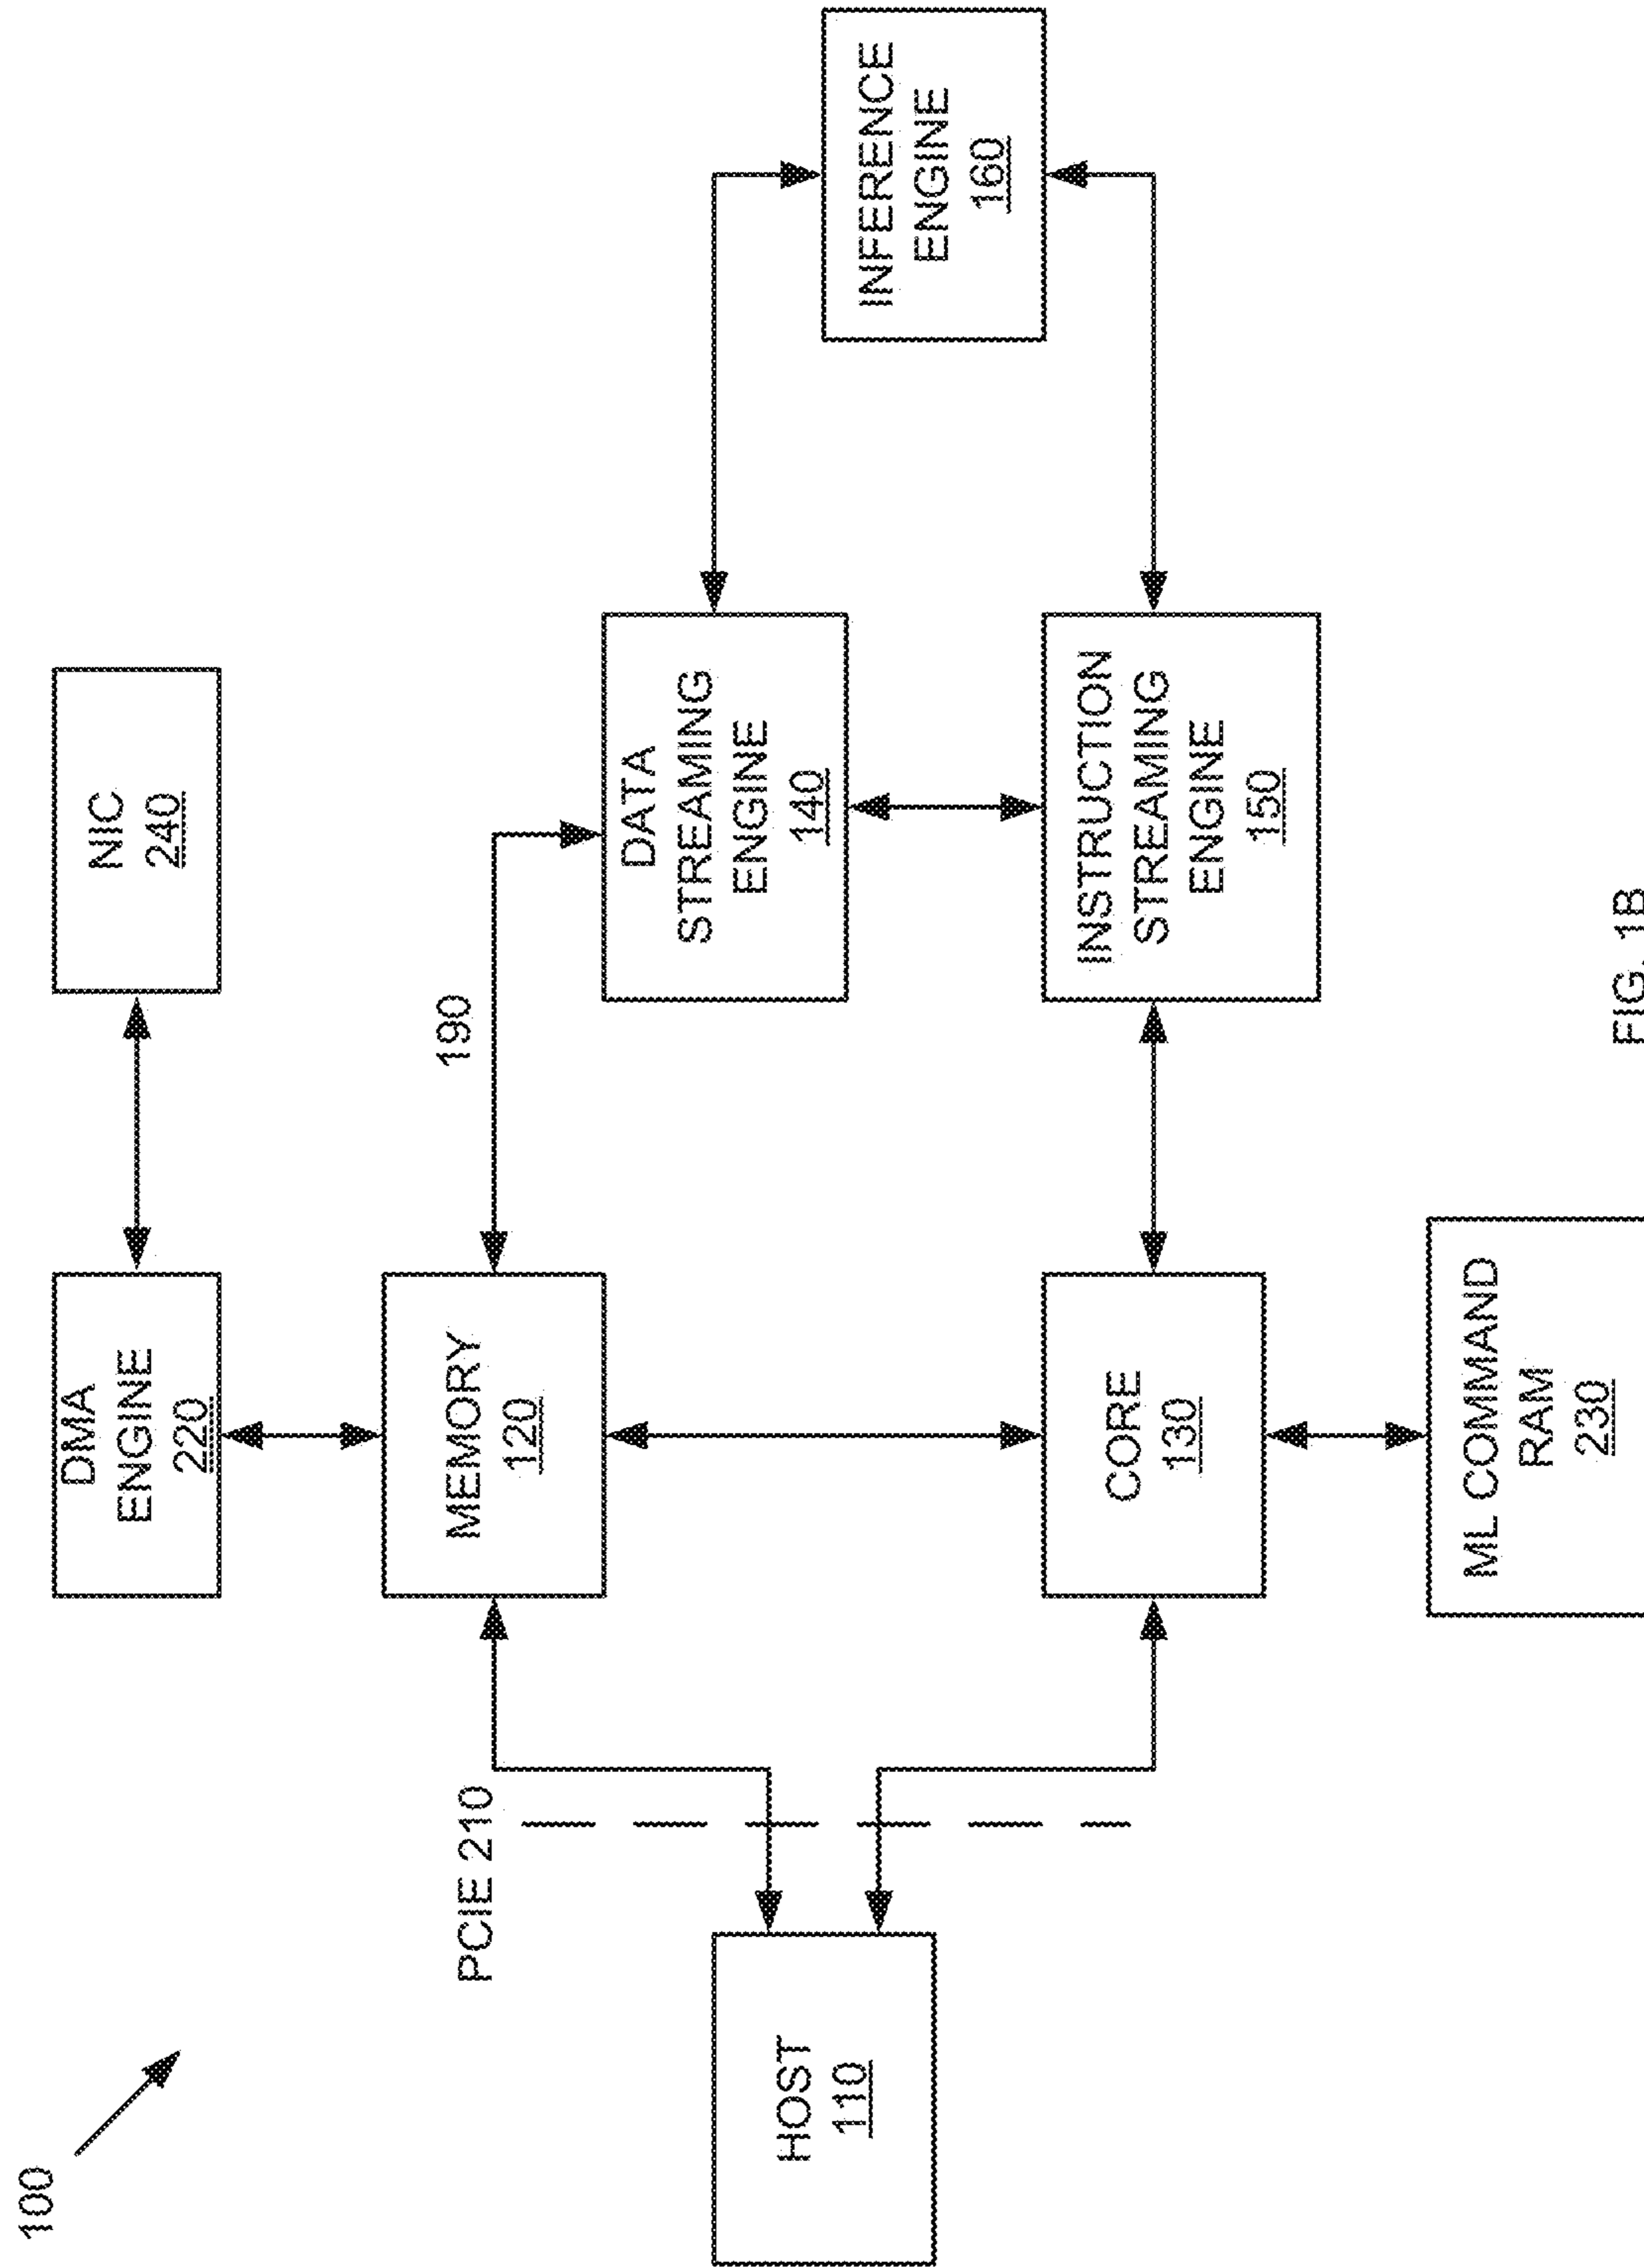 100
DMA
ENGINE
220
NIC
240
PCIE 210
190
MEMORY
120
HOST
110
DATA
STREAMING
ENGINE
140
INFERENCE
ENGINE
160
CORE
130
INSTRUCTION
STREAMING
ENGINE
150
ML COMMAND
RAM
230
FIG. 1B